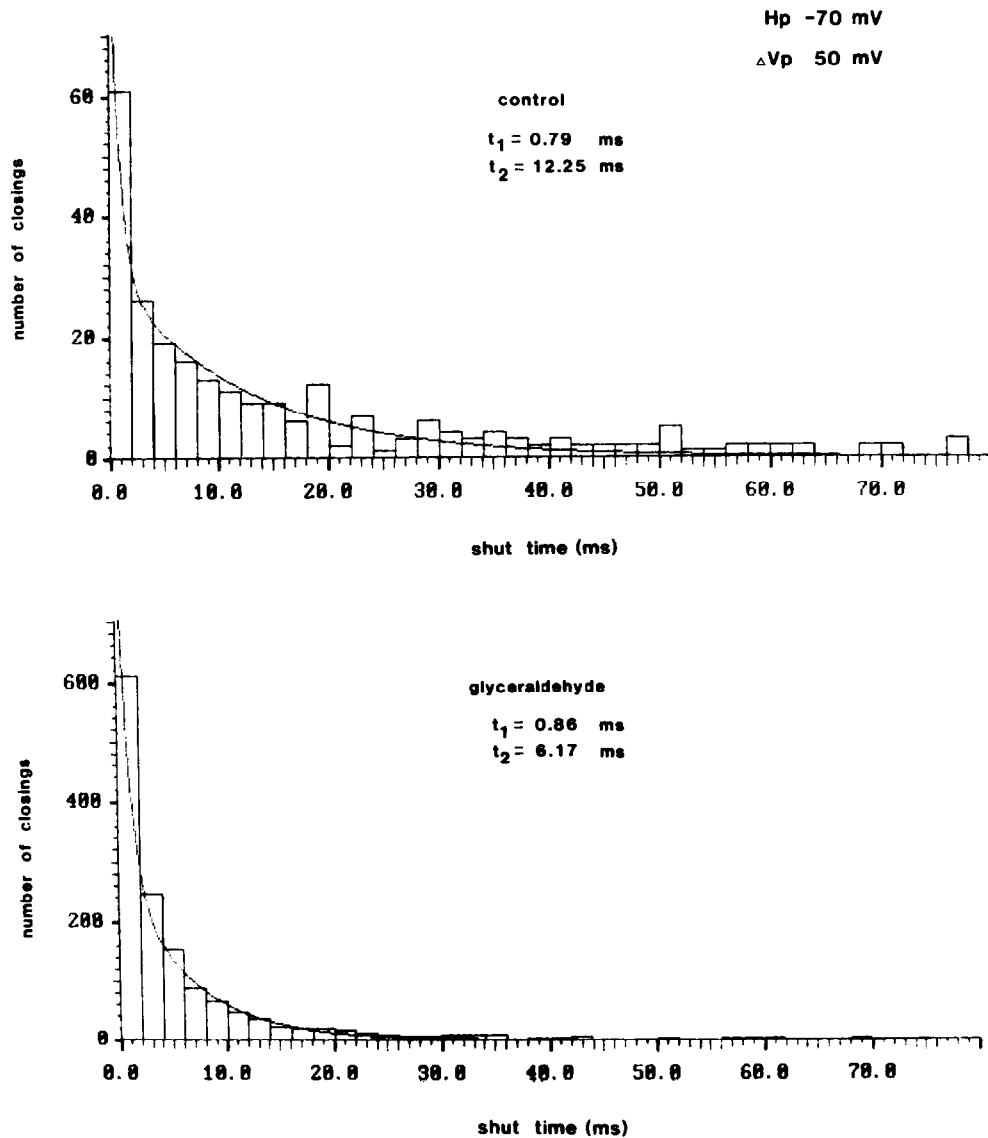 Hp -70 mV
△Vp 50 mV
control
t1 = 0.79 ms
t2 = 12.25 ms
number of closings
60
40
20
0
0.0 10.0 20.0 30.0 40.0 50.0 60.0 70.0
shut time (ms)
glyceraldehyde
t1 = 0.86 ms
t2 = 6.17 ms
number of closings
600
400
200
0
0.0 10.0 20.0 30.0 40.0 50.0 60.0 70.0
shut time (ms)